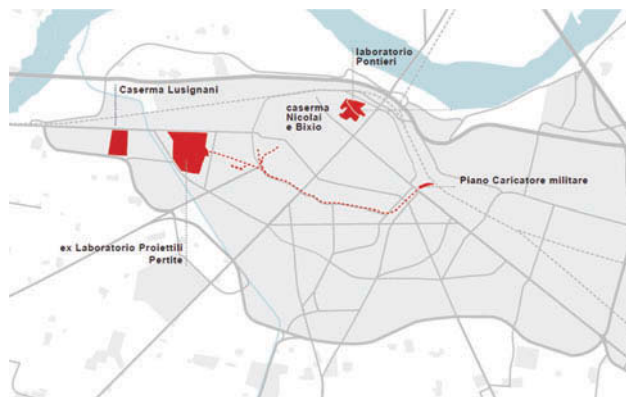 laboratorio
Pontieri
Caserma Lusignani
caserma
Nicolai
e Bixio
Piano Caricatore militare
ex Laboratorio Proiettili
Pertite